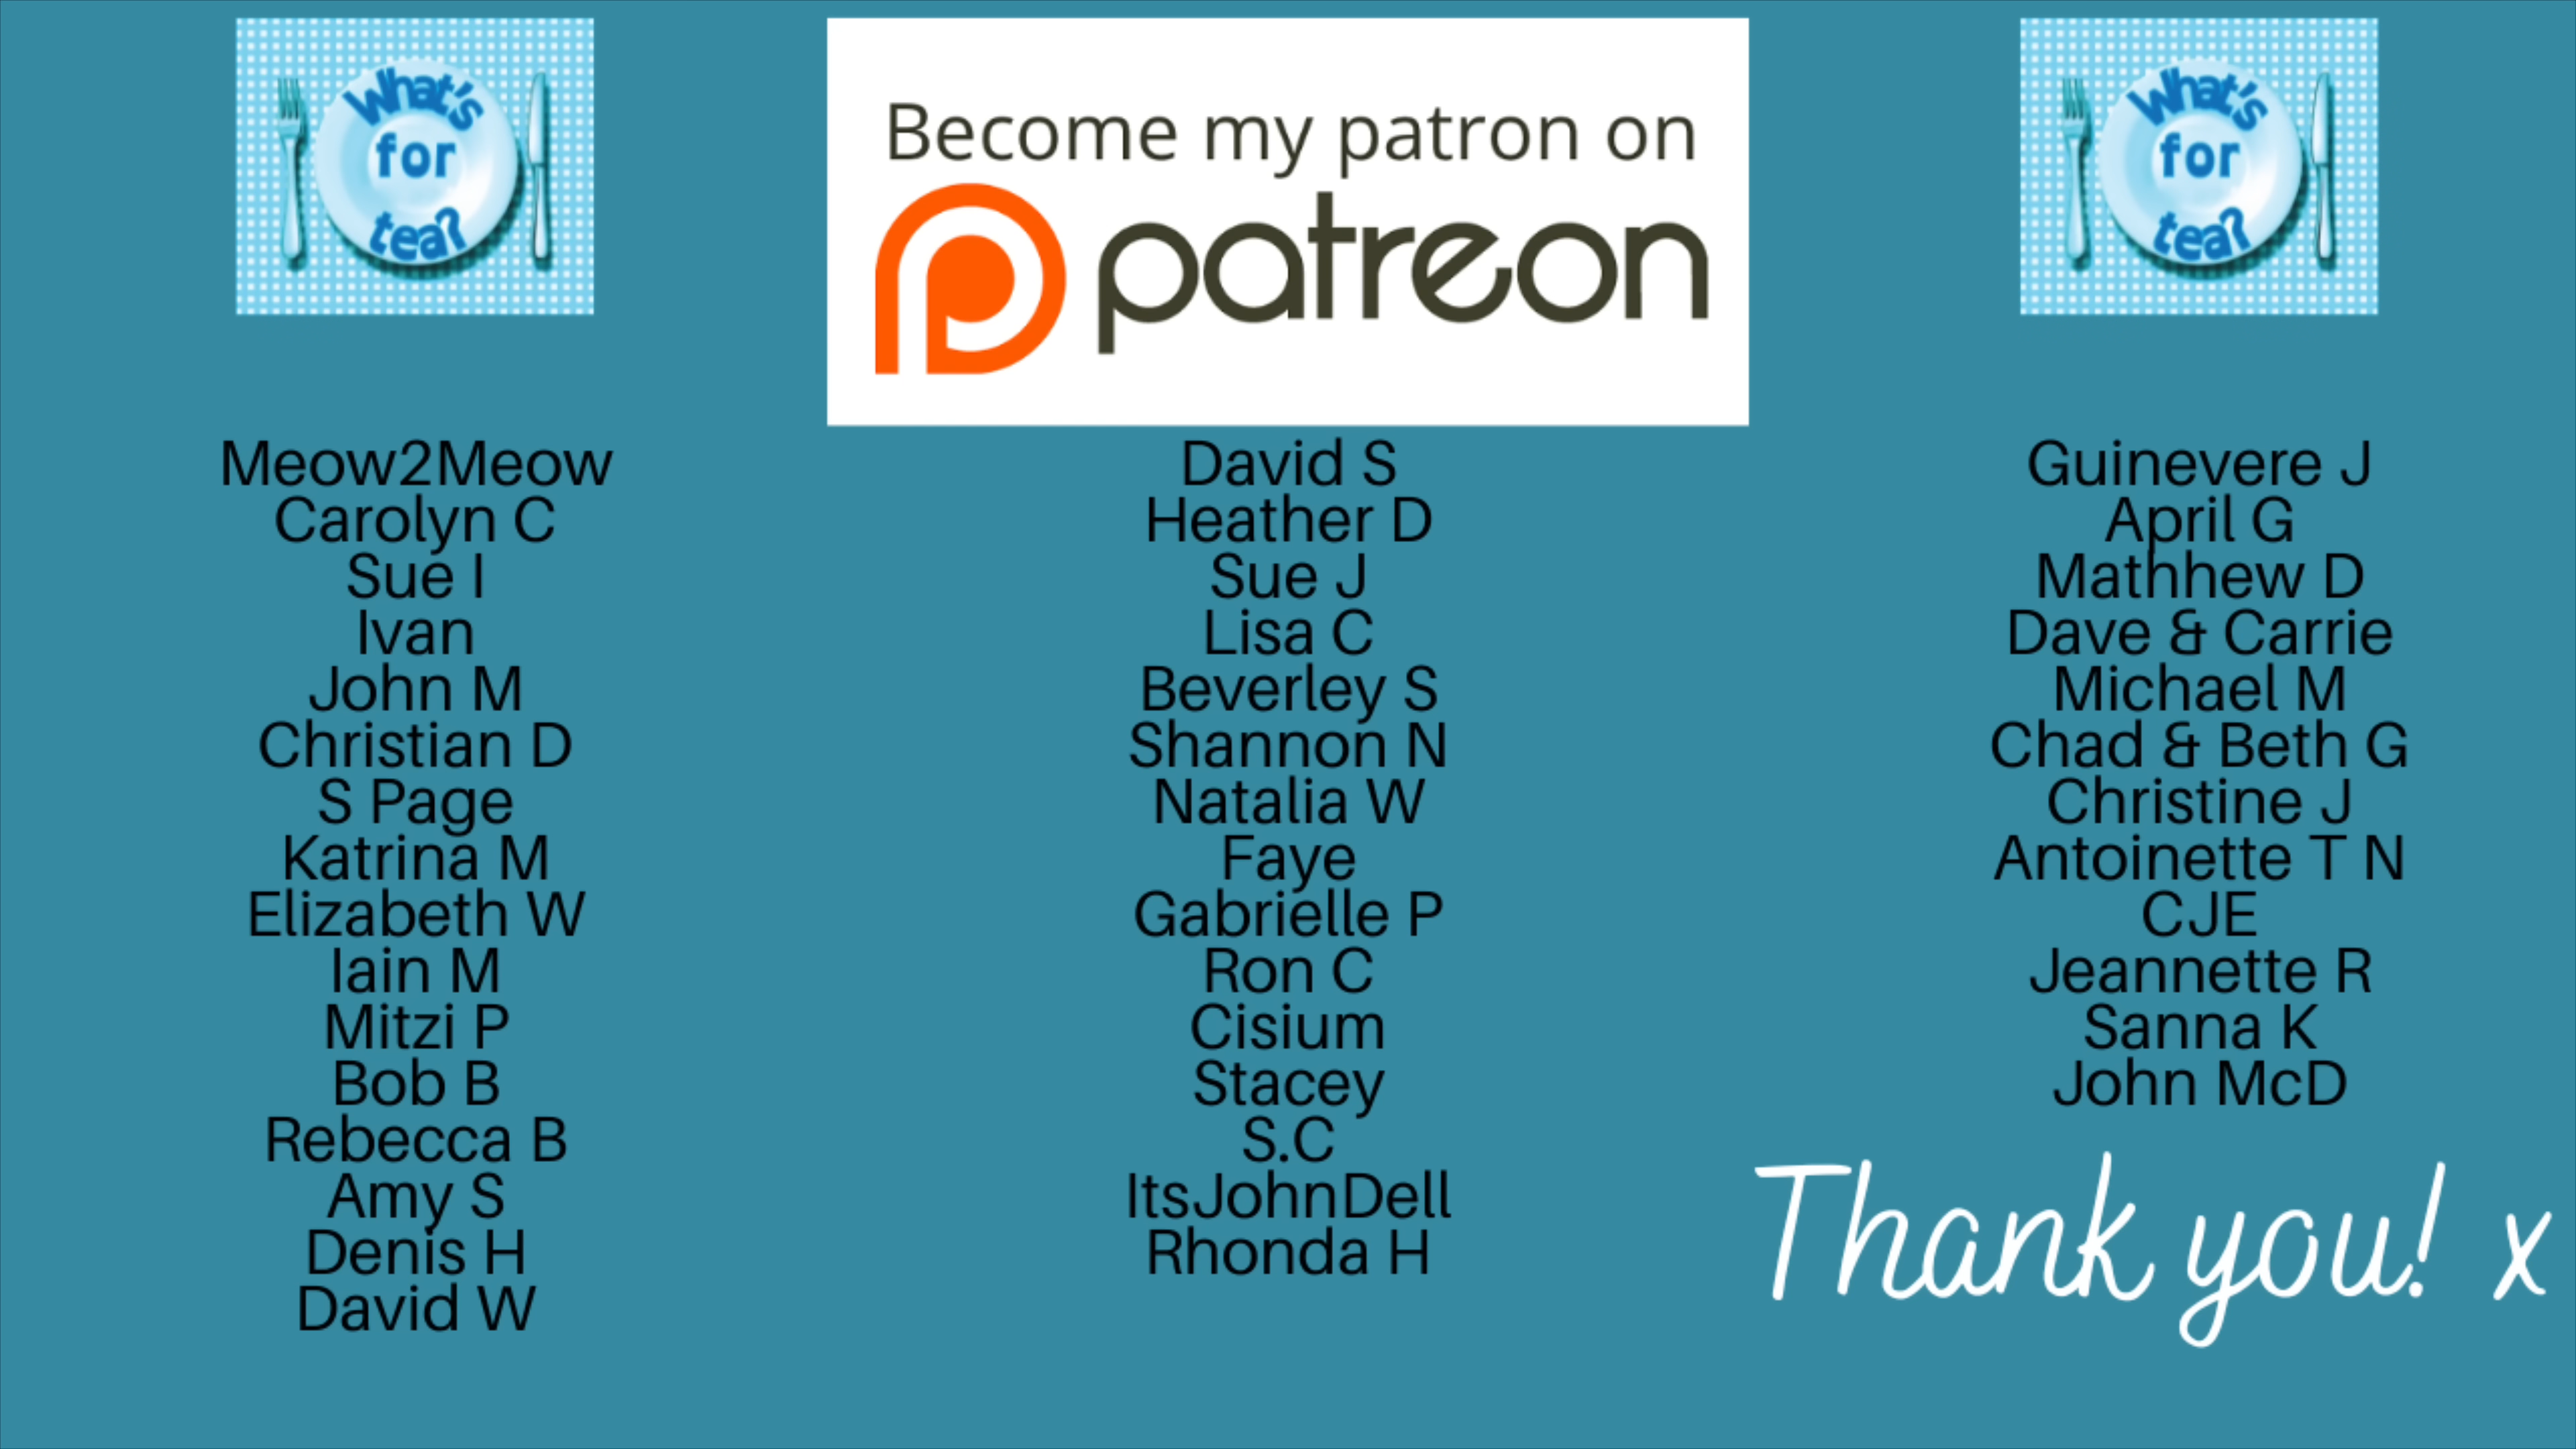 What's
for
tea?
Become my patron on
patreon
What's
for
tea?
Meow2Meow
Carolyn C
Sue I
Ivan
John M
Christian D
S Page
Katrina M
Elizabeth W
Iain M
Mitzi P
Bob B
Rebecca B
Amy S
Denis H
David W
David S
Heather D
Sue J
Lisa C
Beverley S
Shannon N
Natalia W
Faye
Gabrielle P
Ron C
Cisium
Stacey
S.C
ItsJohnDell
Rhonda H
Guinevere J
April G
Mathhew D
Dave & Carrie
Michael M
Chad & Beth G
Christine J
Antoinette T N
CJE
Jeannette R
Sanna K
John McD
Thank you! x